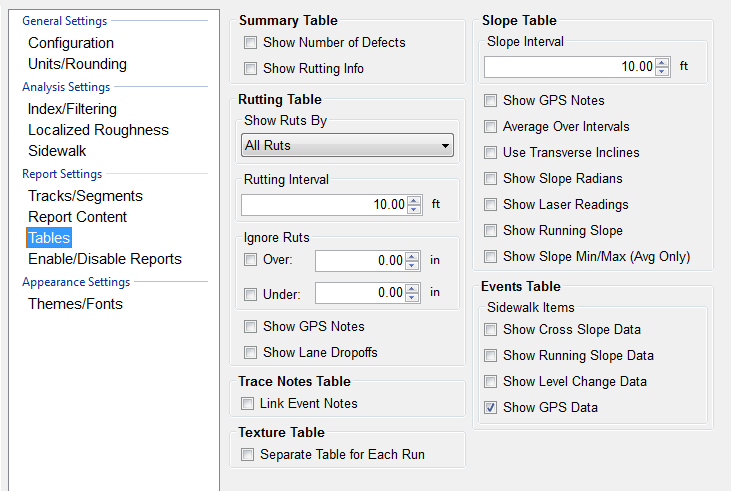 General Settings
Configuration
Units/Rounding
Analysis Settings
Index/Filtering
Localized Roughness
Sidewalk
Report Settings
Tracks/Segments
Report Content
Tables
Enable/Disable Reports
Appearance Settings
Themes/Fonts
Summary Table
Show Number of Defects
Show Rutting Info
Rutting Table
Show Ruts By
All Ruts
Rutting Interval
10.00 ft
Ignore Ruts
Over: 0.00 in
Under: 0.00 in
Show GPS Notes
Show Lane Dropoffs
Trace Notes Table
Link Event Notes
Texture Table
Separate Table for Each Run
Slope Table
Slope Interval
10.00 ft
Show GPS Notes
Average Over Intervals
Use Transverse Inclines
Show Slope Radians
Show Laser Readings
Show Running Slope
Show Slope Min/Max (Avg Only)
Events Table
Sidewalk Items
Show Cross Slope Data
Show Running Slope Data
Show Level Change Data
Show GPS Data